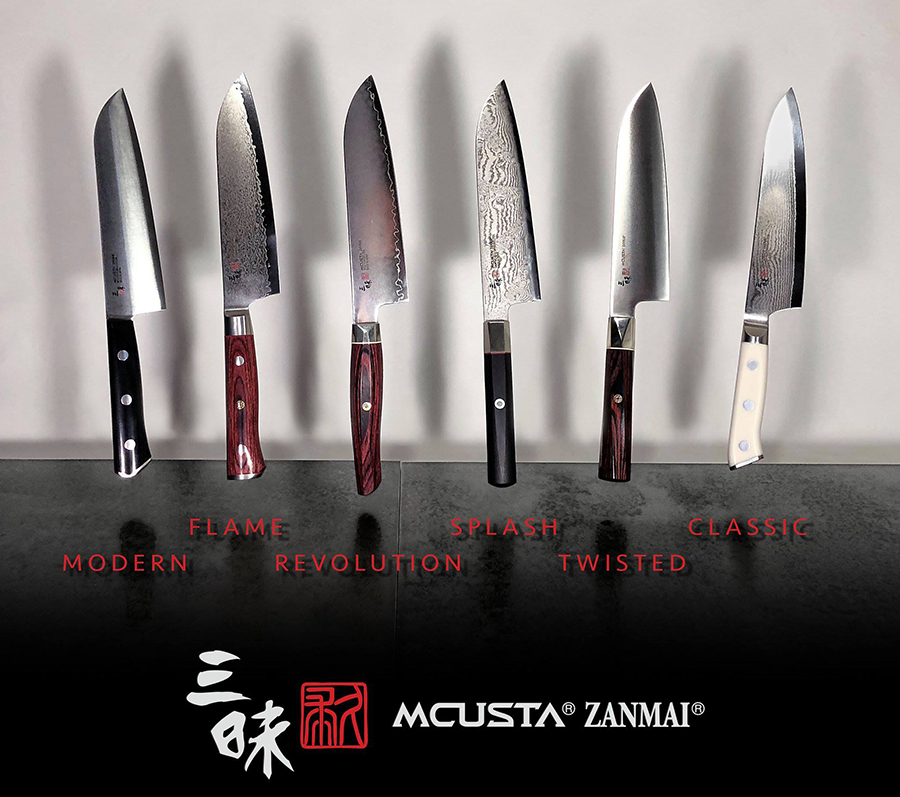 FLAME SPLASH CLASSIC
MODERN REVOLUTION TWISTED
三昧
MCUSTA® ZANMAI®